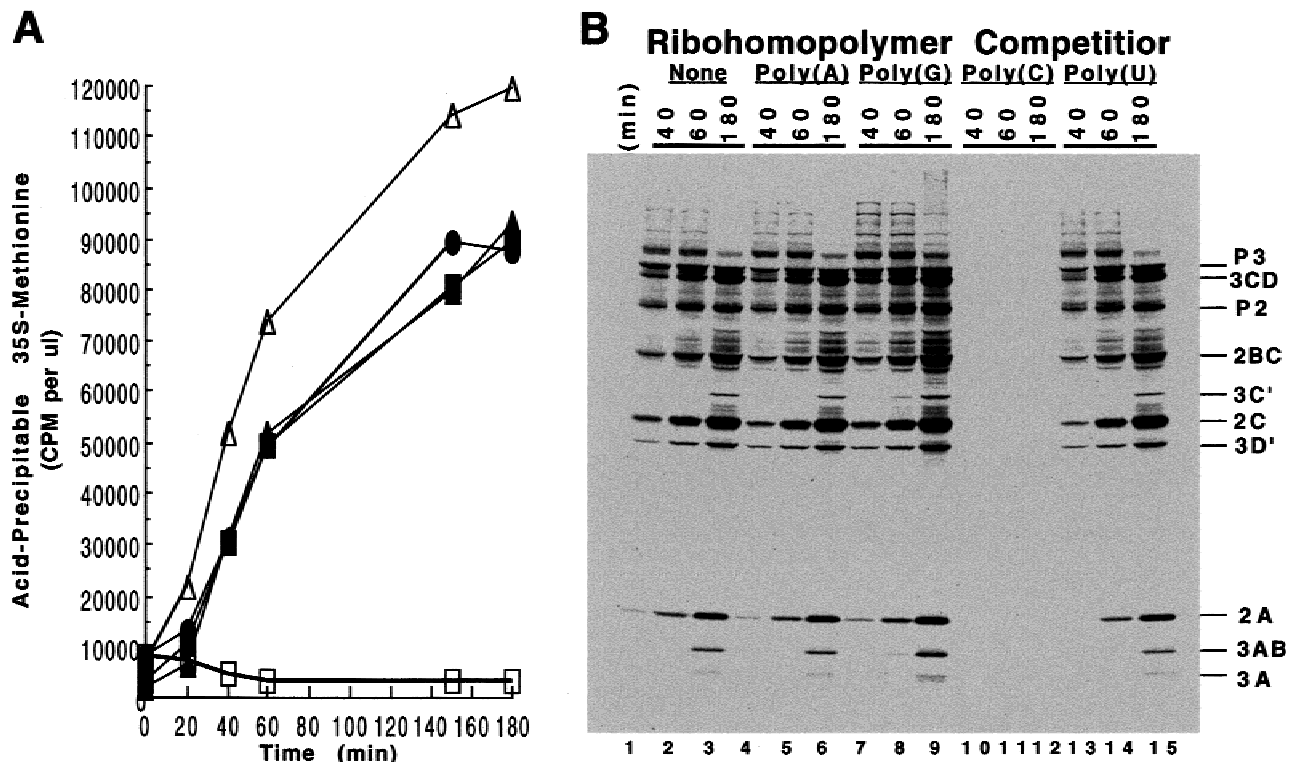 A
Acid-Precipitable 35S-Methionine
(CPM per ul)
120000
110000
100000
90000
80000
70000
60000
50000
40000
30000
20000
10000
0
0 20 40 60 80 100 120 140 160 180
Time (min)
B
Ribohomopolymer Competitior
None Poly(A) Poly(G) Poly(C) Poly(U)
(min) 40 60 180 40 60 180 40 60 180 40 60 180 40 60 180
P3
3CD
P2
2BC
3C'
2C
3D'
2A
3AB
3A
1 2 3 4 5 6 7 8 9 10 11 12 13 14 15